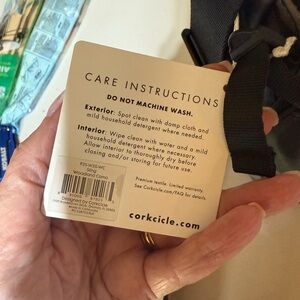 CARE INSTRUCTIONS
DO NOT MACHINE WASH.
Exterior: Spot clean with damp cloth and
mild household detergent where needed.
Interior: Wipe clean with water and a mild
household detergent where necessary.
Allow interior to thoroughly dry before
closing and/or storing for future use.
Premium textile. Limited warranty.
See Corkcicle.com/FAQ for details.
corkcicle.com
Sling
Woodland Camo
Designed by Corkcicle